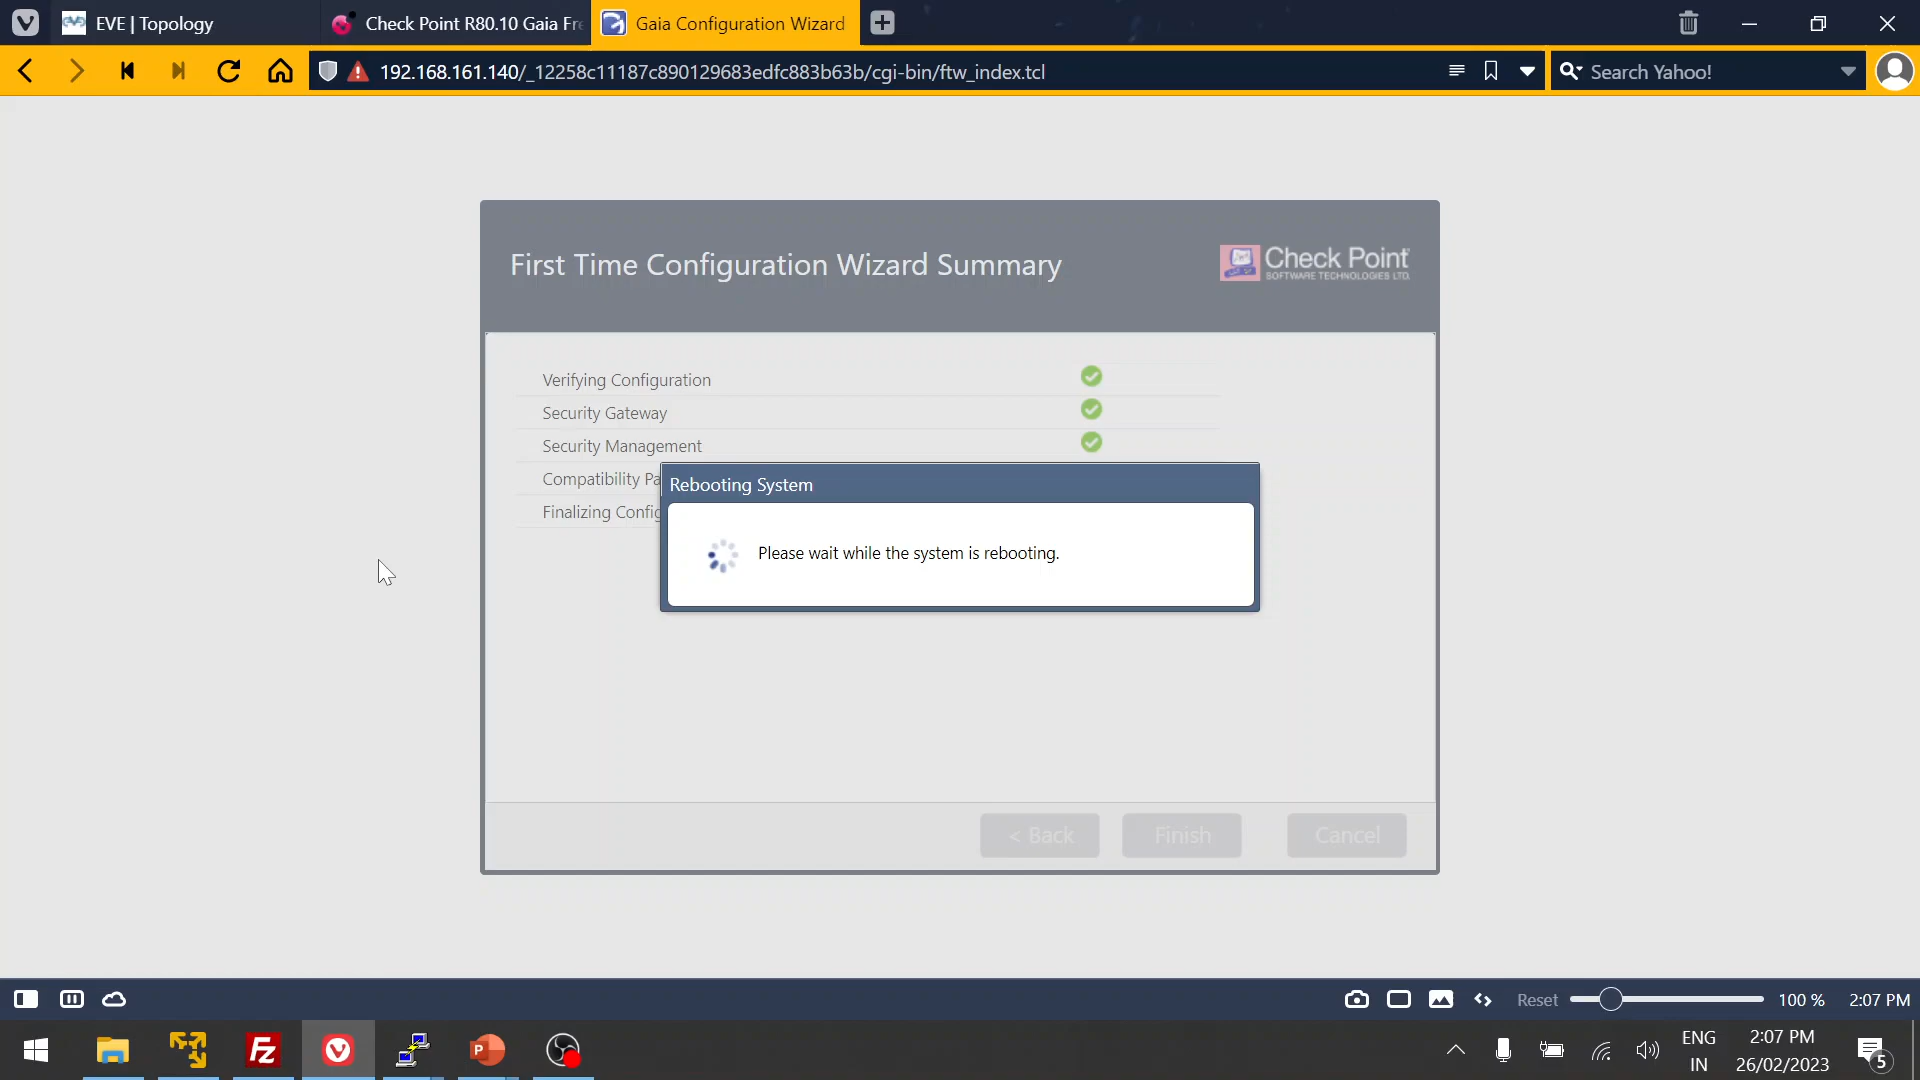 EVE | Topology
Check Point R80.10 Gaia Fre
Gaia Configuration Wizard
192.168.161.140/_12258c11187c890129683edfc883b63b/cgi-bin/ftw_index.tcl
Search Yahoo!
First Time Configuration Wizard Summary
Check Point
SOFTWARE TECHNOLOGIES LTD.
Verifying Configuration
Security Gateway
Security Management
Compatibility Pa
Finalizing Config
Rebooting System
Please wait while the system is rebooting.
< Back
Finish
Cancel
Reset
100 %
2:07 PM
Fz
P
ENG
IN
2:07 PM
26/02/2023
5